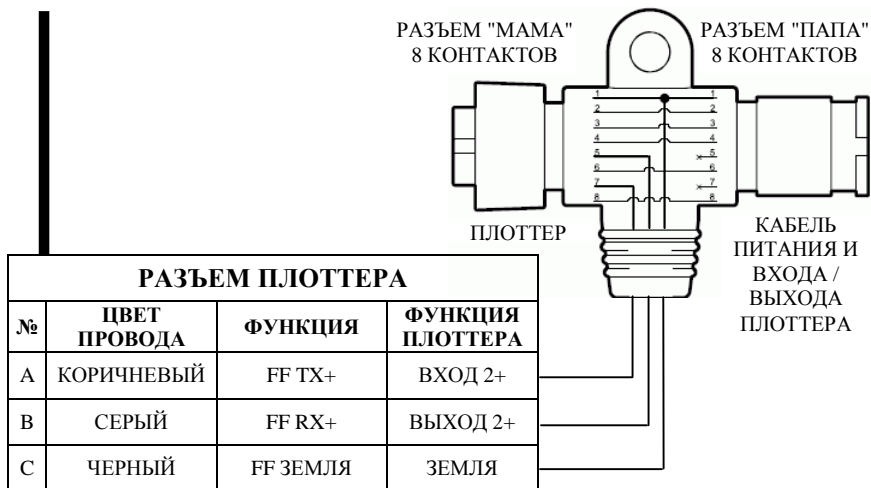 РАЗЪЕМ "МАМА"
8 КОНТАКТОВ
РАЗЪЕМ "ПАПА"
8 КОНТАКТОВ
1 1
2 2
3 3
4 4
5 5
6 6
7 7
8 8
ПЛОТТЕР
КАБЕЛЬ
ПИТАНИЯ И
ВХОДА /
ВЫХОДА
ПЛОТТЕРА
РАЗЪЕМ ПЛОТТЕРА
№ ЦВЕТ ПРОВОДА ФУНКЦИЯ ФУНКЦИЯ ПЛОТТЕРА
A КОРИЧНЕВЫЙ FF TX+ ВХОД 2+
B СЕРЫЙ FF RX+ ВЫХОД 2+
C ЧЕРНЫЙ FF ЗЕМЛЯ ЗЕМЛЯ